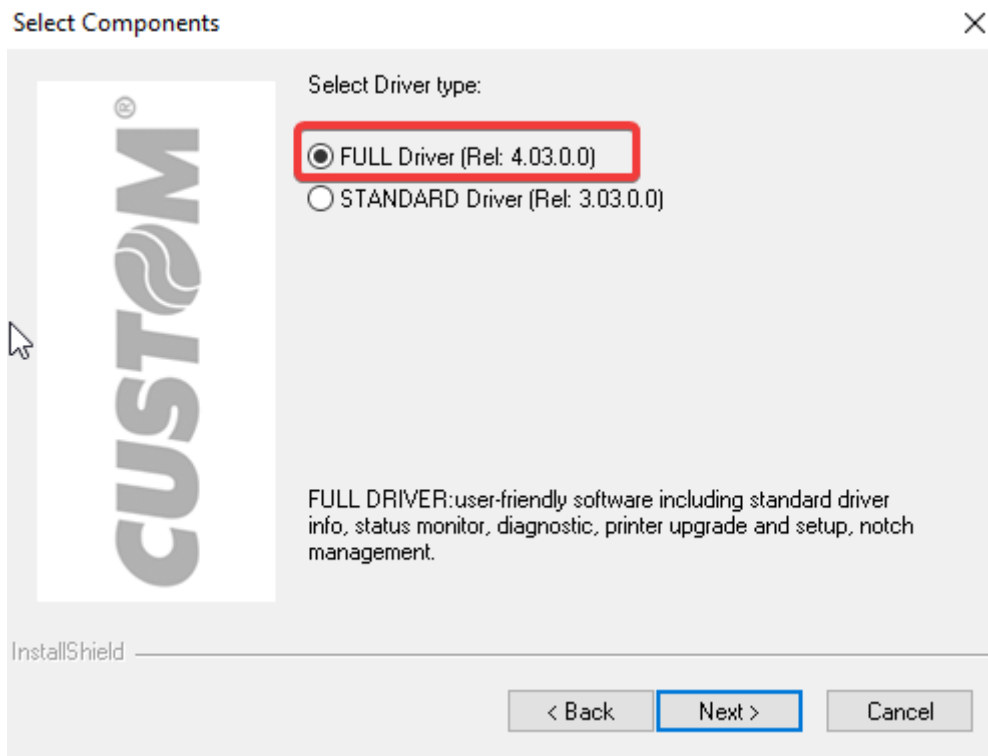 Select Components
Select Driver type:
FULL Driver (Rel: 4.03.0.0)
STANDARD Driver (Rel: 3.03.0.0)
CUSTOM®
FULL DRIVER:user-friendly software including standard driver
info, status monitor, diagnostic, printer upgrade and setup, notch
management.
InstallShield
< Back
Next >
Cancel